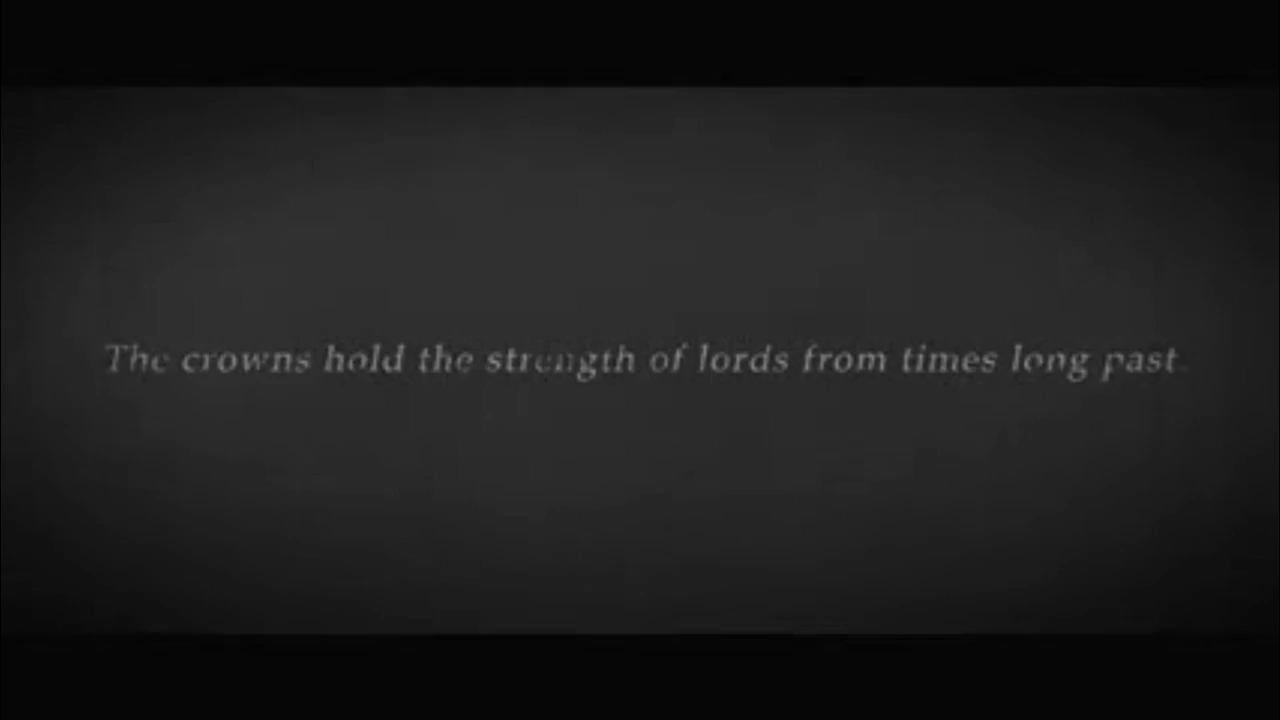 The crowns hold the strength of lords from times long past.